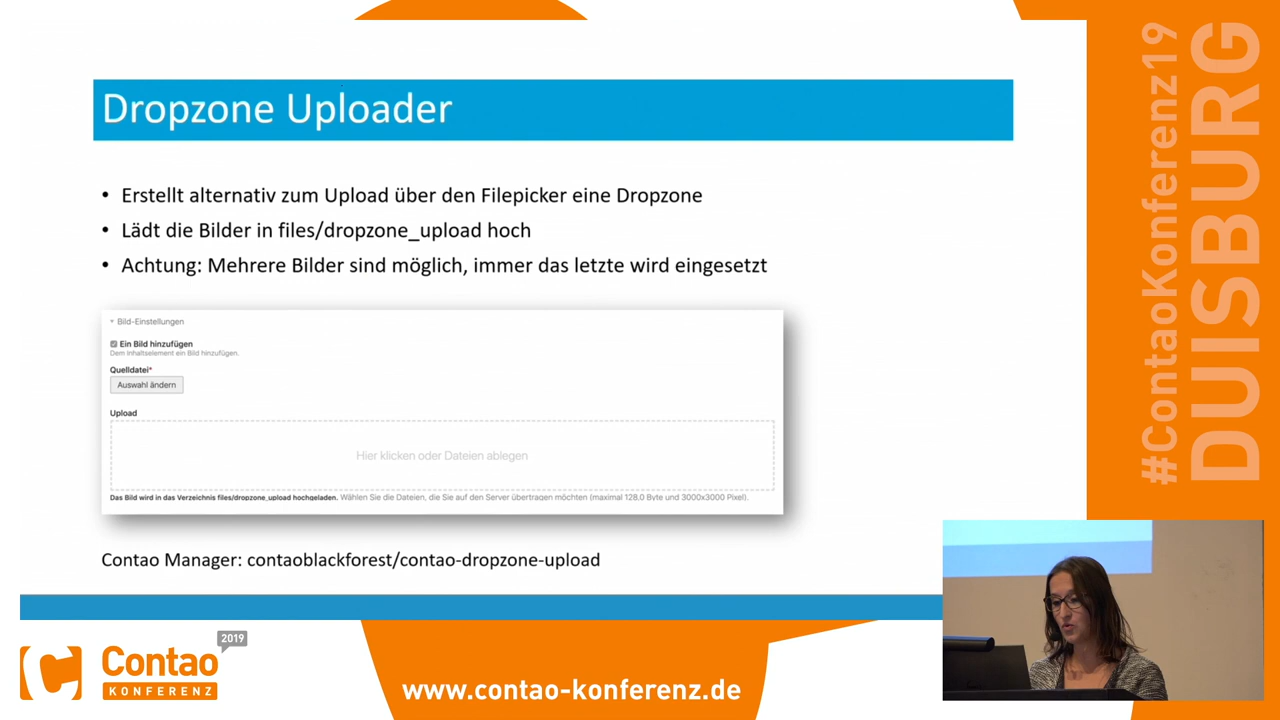 Dropzone Uploader
• Erstellt alternativ zum Upload über den Filepicker eine Dropzone
• Lädt die Bilder in files/dropzone_upload hoch
• Achtung: Mehrere Bilder sind möglich, immer das letzte wird eingesetzt
Bild-Einstellungen
Ein Bild hinzufügen
Dem Inhaltselement ein Bild hinzufügen.
Quelldatei*
Auswahl ändern
Upload
Hier klicken oder Dateien ablegen
Das Bild wird in das Verzeichnis files/dropzone_upload hochgeladen. Wählen Sie die Dateien, die Sie auf den Server übertragen möchten (maximal 128.0 Byte und 3000x3000 Pixel).
Contao Manager: contaoblackforest/contao-dropzone-upload
#ContaoKonferenz19
DUISBURG
2019
Contao
KONFERENZ
www.contao-konferenz.de